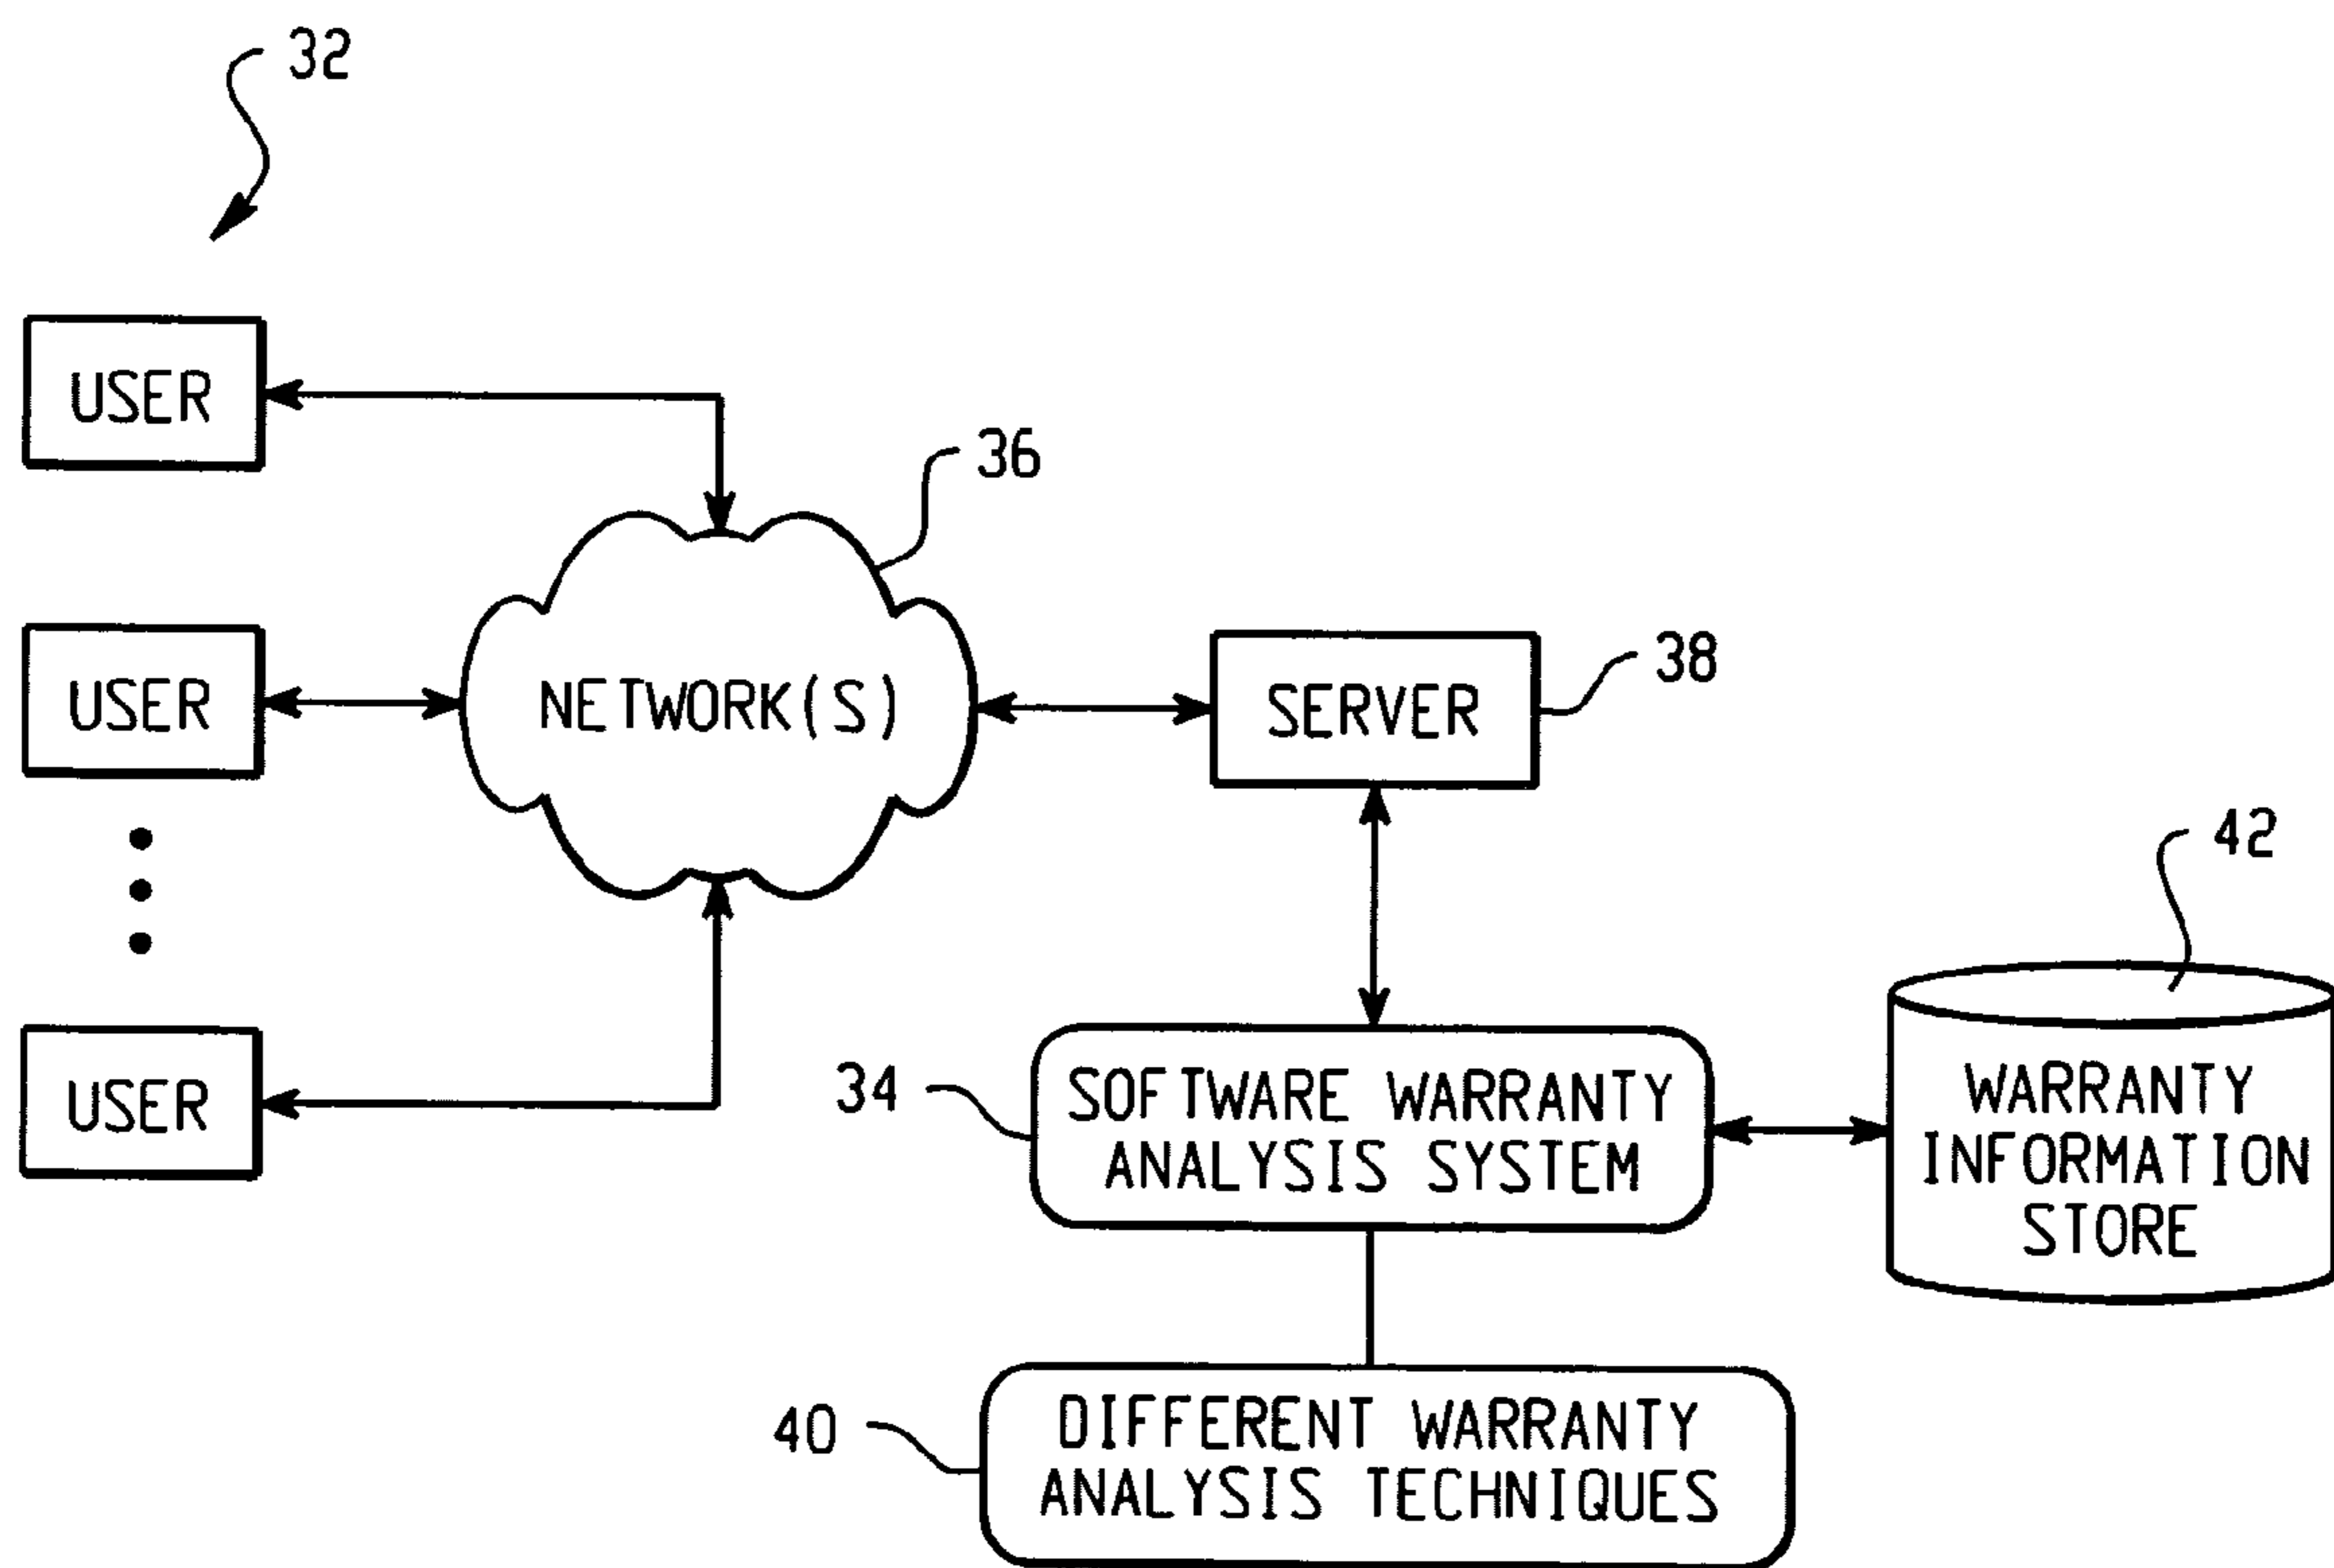 32
USER
36
USER
NETWORK(S)
SERVER
38
42
USER
34
SOFTWARE WARRANTY
ANALYSIS SYSTEM
WARRANTY
INFORMATION
STORE
40
DIFFERENT WARRANTY
ANALYSIS TECHNIQUES